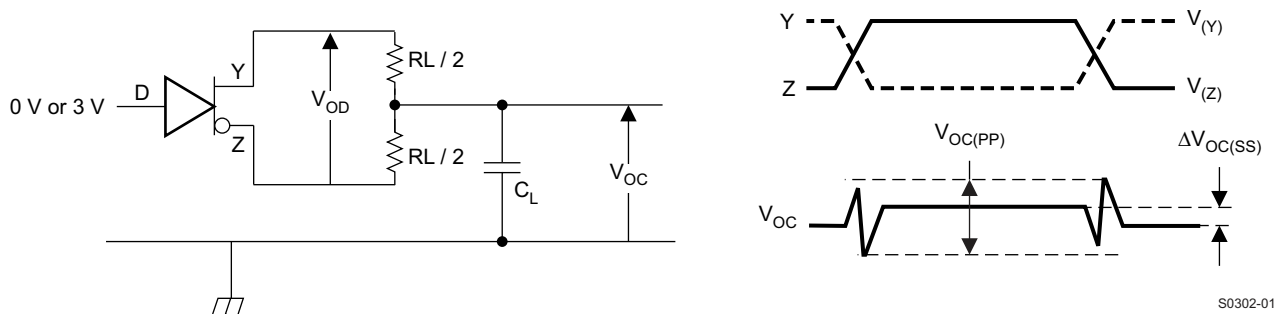 0 V or 3 V
D
Y
Z
V_OD
RL / 2
RL / 2
C_L
V_OC
Y
Z
V_(Y)
V_(Z)
V_OC(PP)
ΔV_OC(SS)
V_OC
S0302-01